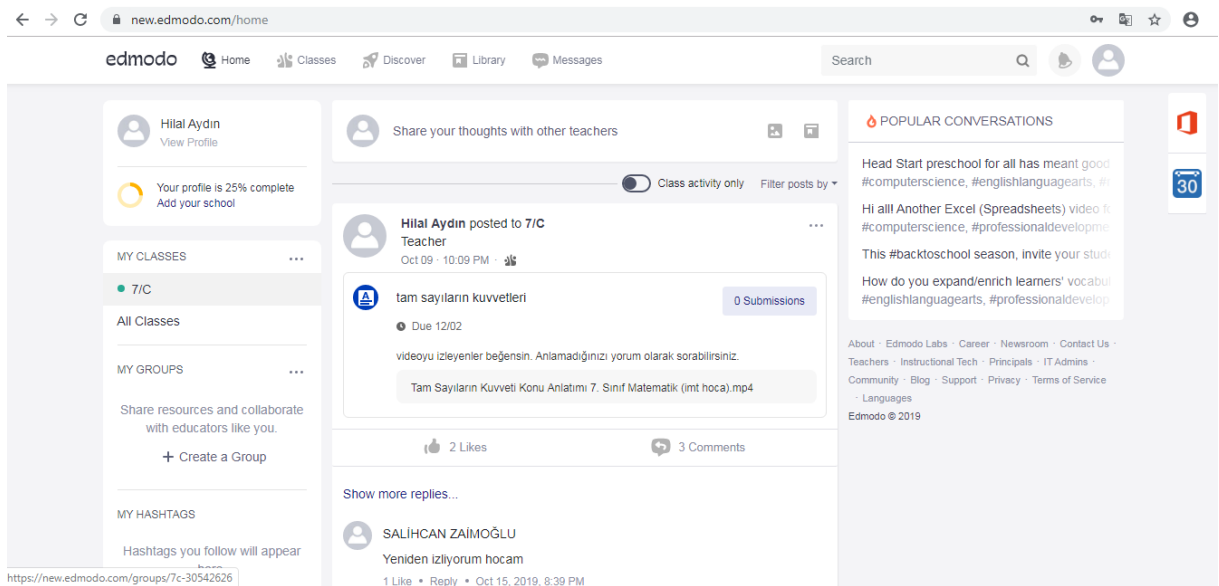 new.edmodo.com/home
edmodo
Home
Classes
Discover
Library
Messages
Search
Hilal Aydın
View Profile
Your profile is 25% complete
Add your school
MY CLASSES
7/C
All Classes
MY GROUPS
Share resources and collaborate
with educators like you.
+ Create a Group
MY HASHTAGS
Hashtags you follow will appear
https://new.edmodo.com/groups/7c-30542626
Share your thoughts with other teachers
Class activity only
Filter posts by
Hilal Aydın posted to 7/C
Teacher
Oct 09 · 10:09 PM ·
tam sayıların kuvvetleri
0 Submissions
Due 12/02
videoyu izleyenler beğensin. Anlamadığınızı yorum olarak sorabilirsiniz.
Tam Sayıların Kuvveti Konu Anlatımı 7. Sınıf Matematik (imt hoca).mp4
2 Likes
3 Comments
Show more replies...
SALİHCAN ZAİMOĞLU
Yeniden izliyorum hocam
1 Like • Reply • Oct 15, 2019, 8:39 PM
POPULAR CONVERSATIONS
Head Start preschool for all has meant good
#computerscience, #englishlanguagearts,
Hi all! Another Excel (Spreadsheets) video
#computerscience, #professionaldevelopme
This #backtoschool season, invite your stud
How do you expand/enrich learners' vocabu
#englishlanguagearts, #professionaldevelop
About · Edmodo Labs · Career · Newsroom · Contact Us ·
Teachers · Instructional Tech · Principals · IT Admins ·
Community · Blog · Support · Privacy · Terms of Service
· Languages
Edmodo © 2019
30